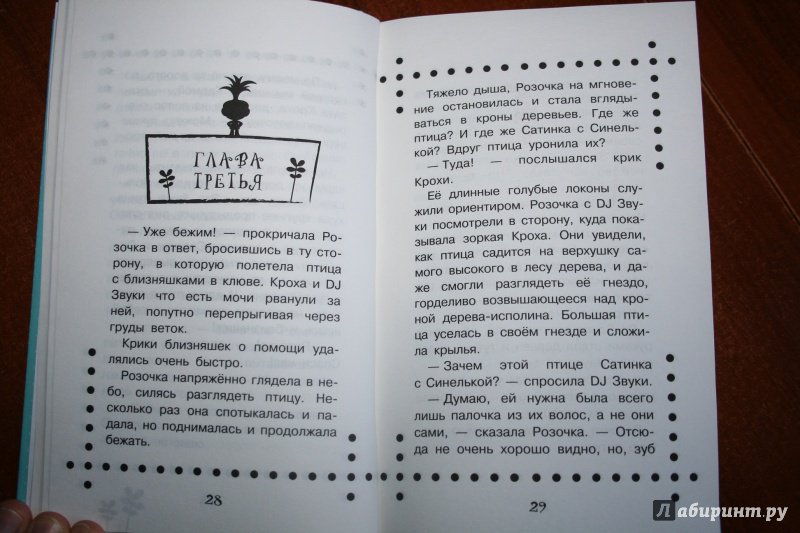 ГЛАВА
ТРЕТЬЯ
— Уже бежим! — прокричала Ро-
зочка в ответ, бросившись в ту сто-
рону, в которую полетела птица
с близняшками в клюве. Кроха и DJ
Звуки что есть мочи рванули за
ней, попутно перепрыгивая через
груды веток.
Крики близняшек о помощи уда-
лялись очень быстро.
Розочка напряжённо глядела в не-
бо, силясь разглядеть птицу. Не-
сколько раз она спотыкалась и па-
дала, но поднималась и продолжала
бежать.
28
Тяжело дыша, Розочка на мгнове-
ние остановилась и стала вгляды-
ваться в кроны деревьев. Где же
птица? И где же Сатинка с Синель-
кой? Вдруг птица уронила их?
— Туда! — послышался крик
Крохи.
Её длинные голубые локоны слу-
жили ориентиром. Розочка с DJ Зву-
ки посмотрели в сторону, куда пока-
зывала зоркая Кроха. Они увидели,
как птица садится на верхушку са-
мого высокого в лесу дерева, и да-
же смогли разглядеть её гнездо,
горделиво возвышающееся над кро-
ной дерева-исполина. Большая пти-
ца уселась в своём гнезде и сложи-
ла крылья.
— Зачем этой птице Сатинка
с Синелькой? — спросила DJ Звуки.
— Думаю, ей нужна была всего
лишь палочка из их волос, а не они
сами, — сказала Розочка. — Отсю-
да не очень хорошо видно, но, зуб
29
Лабиринт.ру